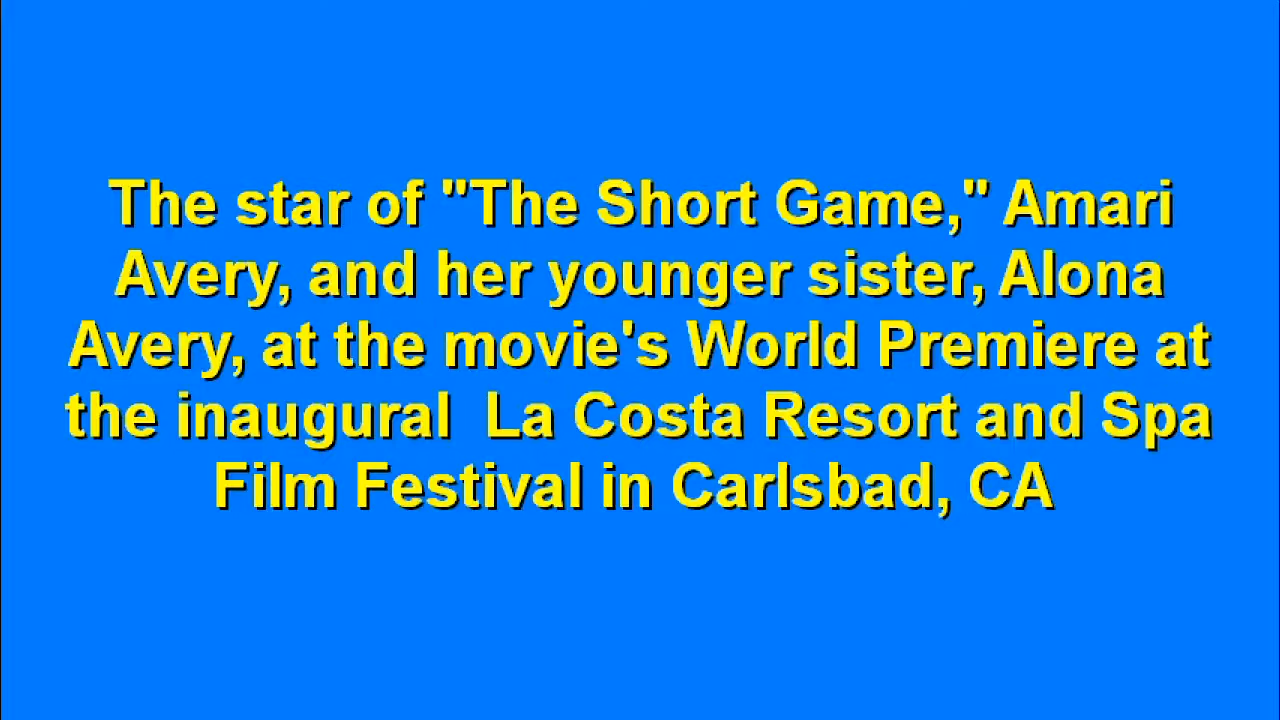 The star of "The Short Game," Amari
Avery, and her younger sister, Alona
Avery, at the movie's World Premiere at
the inaugural  La Costa Resort and Spa
Film Festival in Carlsbad, CA